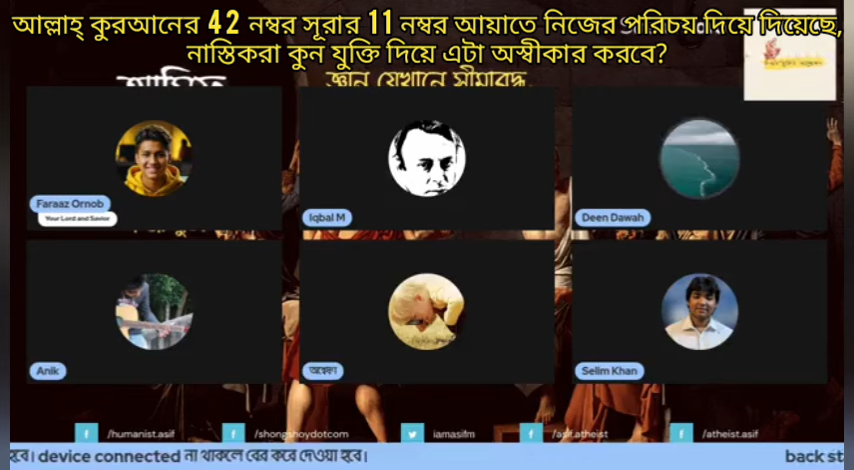 আল্লাহ্ কুরআনের 42 নম্বর সূরার 11 নম্বর আয়াতে নিজের পরিচয় দিয়ে দিয়েছে,
নাস্তিকরা কুন যুক্তি দিয়ে এটা অস্বীকার করবে?
জ্ঞান যেখানে সীমাবদ্ধ
Faraaz Ornob
Your Lord and Savior
Iqbal M
Deen Dawah
Anik
অন্বেষণ
Selim Khan
/humanist.asif
/shongshoydotcom
iamasifm
/asif.atheist
/atheist.asif
হবে। device connected না থাকলে বের করে দেওয়া হবে।
back st